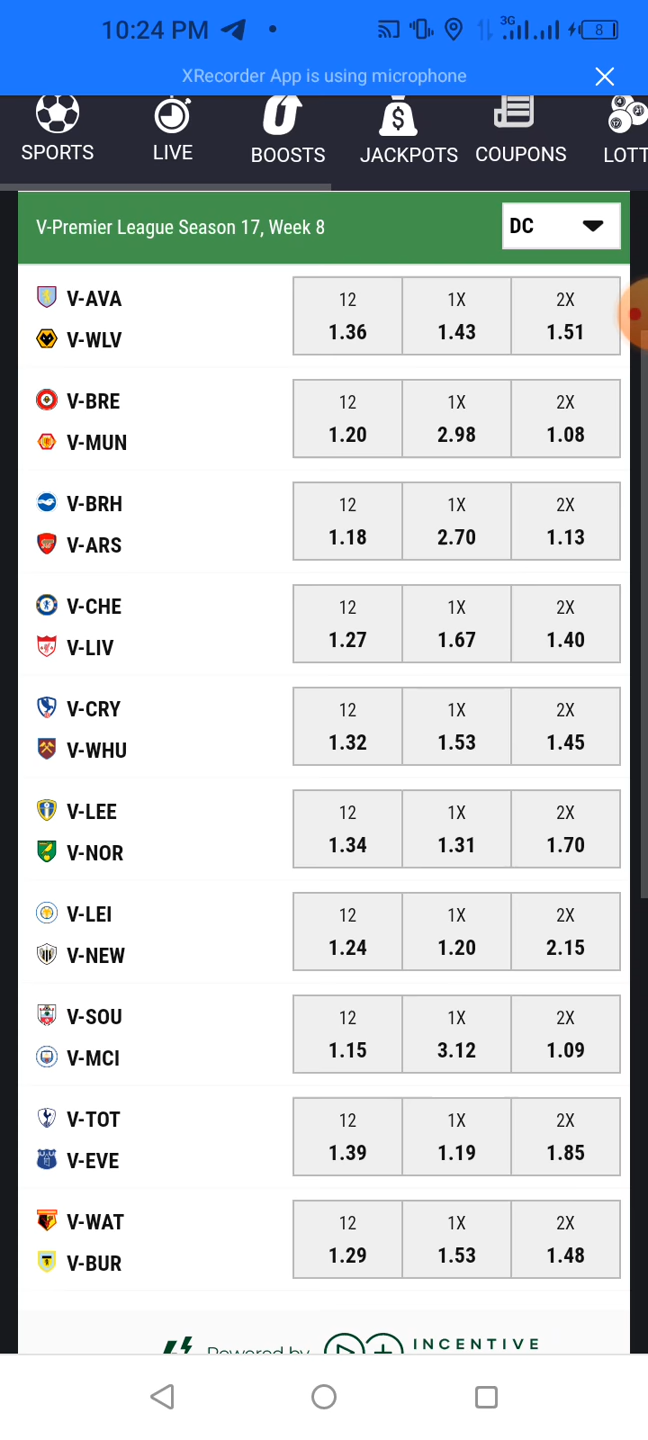 10:24 PM 3G 8
XRecorder App is using microphone
SPORTS LIVE BOOSTS JACKPOTS COUPONS LOTT
V-Premier League Season 17, Week 8 DC
V-AVA 12 1X 2X
V-WLV 1.36 1.43 1.51
V-BRE 12 1X 2X
V-MUN 1.20 2.98 1.08
V-BRH 12 1X 2X
V-ARS 1.18 2.70 1.13
V-CHE 12 1X 2X
V-LIV 1.27 1.67 1.40
V-CRY 12 1X 2X
V-WHU 1.32 1.53 1.45
V-LEE 12 1X 2X
V-NOR 1.34 1.31 1.70
V-LEI 12 1X 2X
V-NEW 1.24 1.20 2.15
V-SOU 12 1X 2X
V-MCI 1.15 3.12 1.09
V-TOT 12 1X 2X
V-EVE 1.39 1.19 1.85
V-WAT 12 1X 2X
V-BUR 1.29 1.53 1.48
Powered by INCENTIVE